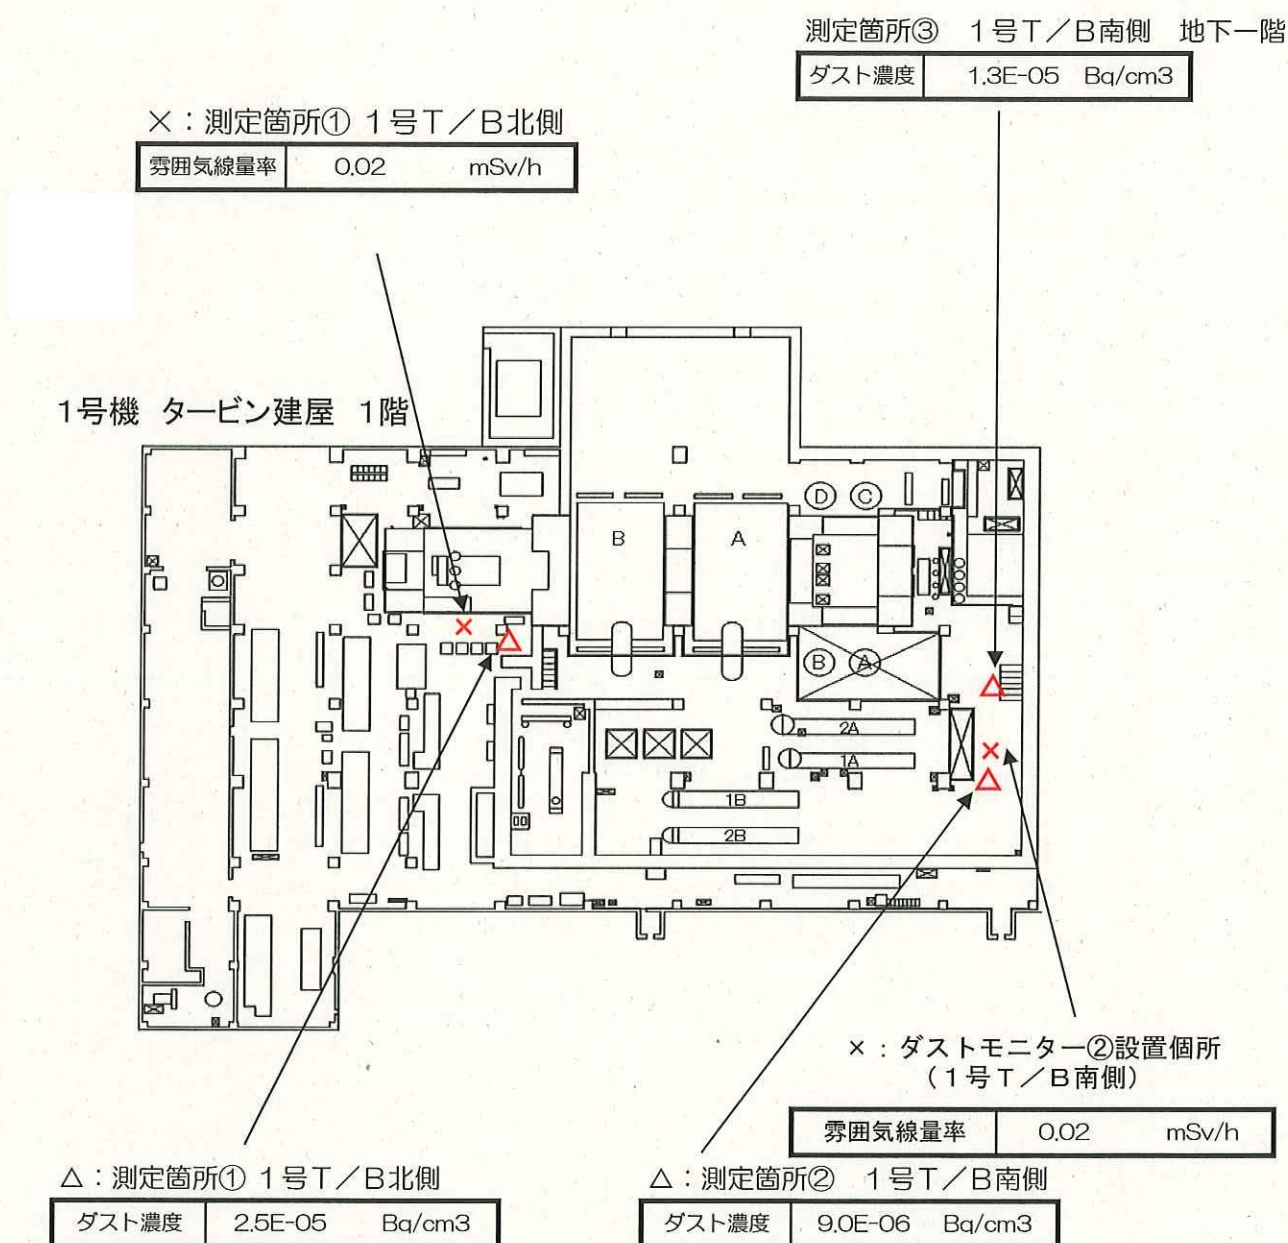 測定箇所③ 1号T/B南側 地下一階
ダスト濃度 1.3E-05 Bq/cm3
×:測定箇所① 1号T/B北側
雰囲気線量率 0.02 mSv/h
1号機 タービン建屋 1階
D C
B A
B A
2A
1A
1B
2B
×:ダストモニター②設置個所
(1号T/B南側)
雰囲気線量率 0.02 mSv/h
△:測定箇所① 1号T/B北側
ダスト濃度 2.5E-05 Bq/cm3
△:測定箇所② 1号T/B南側
ダスト濃度 9.0E-06 Bq/cm3